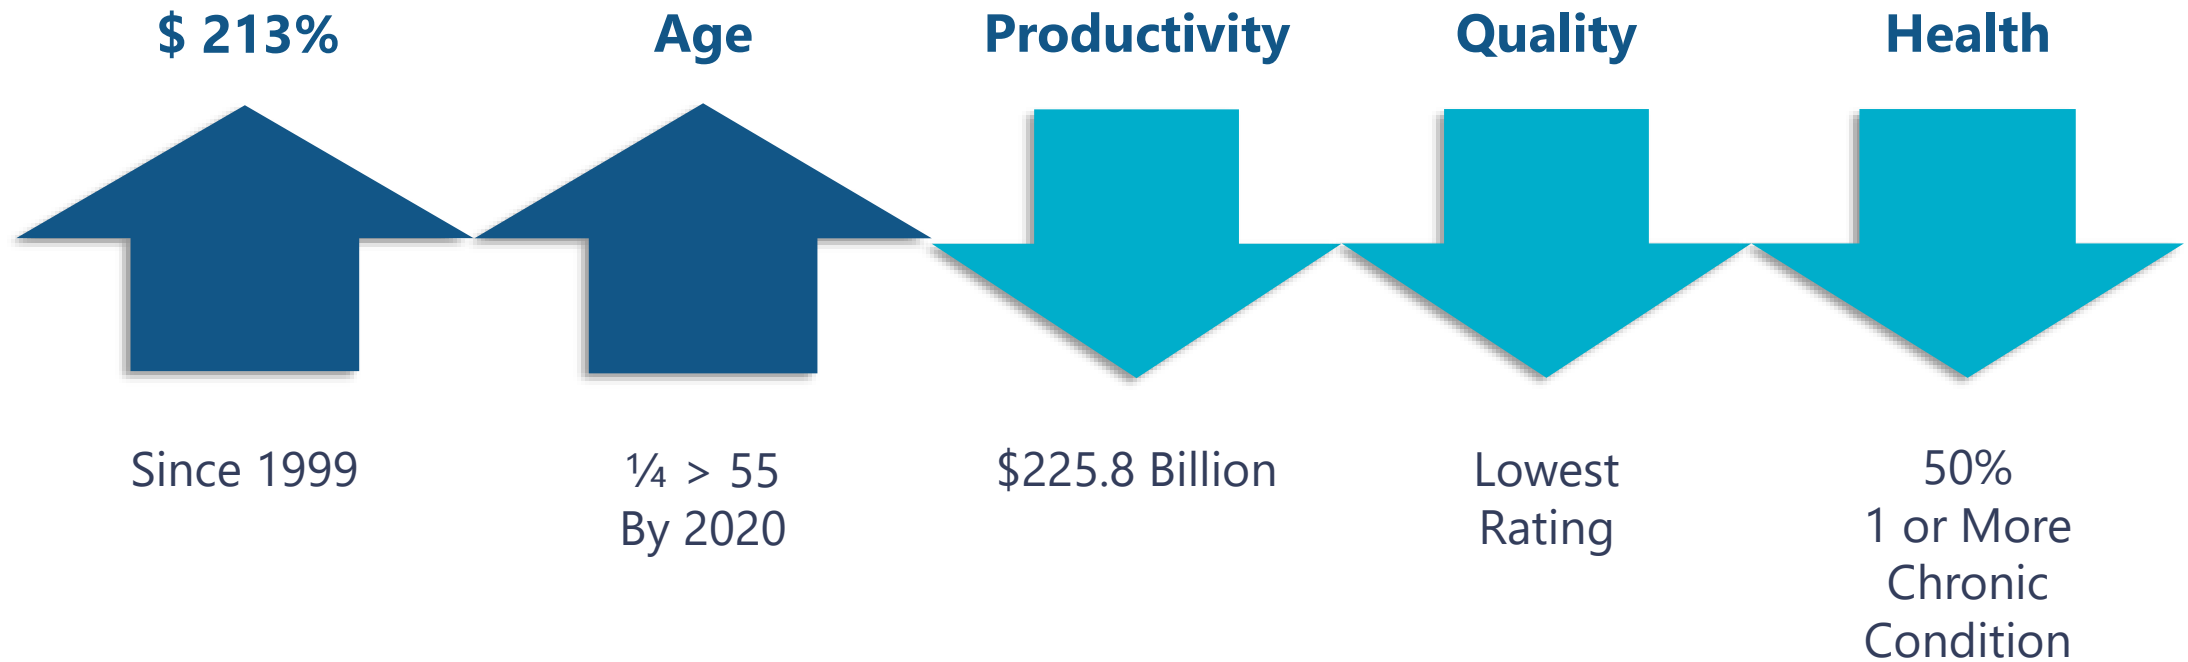 $ 213%
Age
Productivity
Quality
Health
Since 1999
¼ > 55
By 2020
$225.8 Billion
Lowest
Rating
50%
1 or More
Chronic
Condition